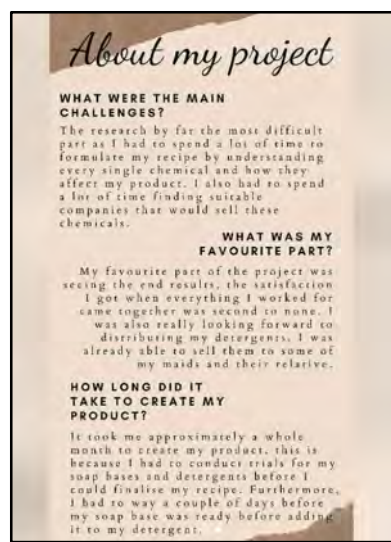 About my project
WHAT WERE THE MAIN
CHALLENGES?
The research by far the most difficult
part as I had to spend a lot of time to
formulate my recipe by understanding
every single chemical and how they
affect my product. I also had to spend
a lot of time finding suitable
companies that would sell these
chemicals.
WHAT WAS MY
FAVOURITE PART?
My favourite part of the project was
seeing the end results, the satisfaction
I got when everything I worked for
came together was second to none. I
was also really looking forward to
distributing my detergents. I was
already able to sell them to some of
my maids and their relative.
HOW LONG DID IT
TAKE TO CREATE MY
PRODUCT?
It took me approximately a whole
month to create my product, this is
because I had to conduct trials for my
soap bases and detergents before I
could finalise my recipe. Furthermore,
I had to way a couple of days before
my soap base was ready before adding
it to my detergent.